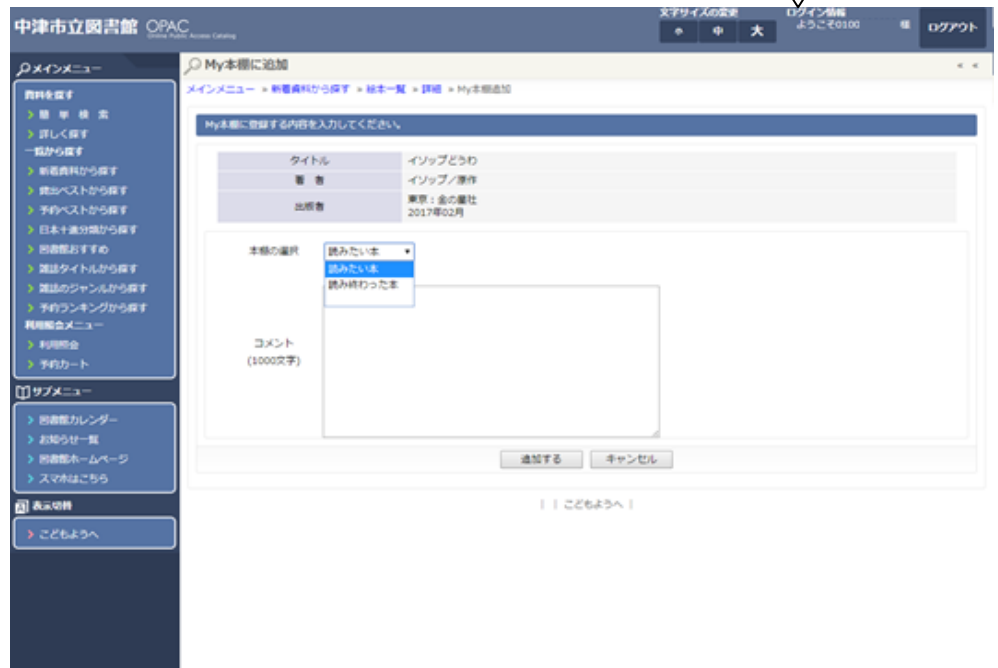 中津市立図書館 OPAC
Online Public Access Catalog
文字サイズの変更
小 中 大
ログイン情報
ようこそ0100 様
ログアウト
メインメニュー
資料を探す
簡単検索
詳しく探す
一覧から探す
新着資料から探す
貸出ベストから探す
予約ベストから探す
日本十進分類から探す
図書館おすすめ
雑誌タイトルから探す
雑誌のジャンルから探す
予約ランキングから探す
利用照会メニュー
利用照会
予約カート
サブメニュー
図書館カレンダー
お知らせ一覧
図書館ホームページ
スマホはこちら
表示切替
こどもようへ
My本棚に追加
< <
メインメニュー » 新着資料から探す » 絵本一覧 » 詳細 » My本棚追加
My本棚に登録する内容を入力してください。
タイトル イソップどうわ
著者 イソップ/原作
出版者 東京:金の星社
2017年02月
本棚の選択 読みたい本
読みたい本
読み終わった本
コメント
(1000文字)
追加する キャンセル
| | こどもようへ |